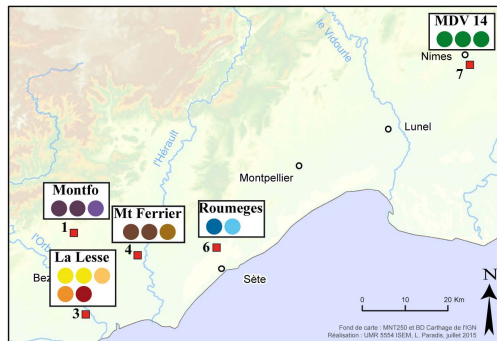 MDV 14
Nimes
7
le Vidourle
Lunel
l'Hérault
Montpellier
Montfo
1
Mt Ferrier
4
Roumeges
6
l'Orb
Bez
La Lesse
3
Sète
N
0 10 20 Km
Fond de carte : MNT250 et BD Carthage de l'IGN
Réalisation : UMR 5554 ISEM, L. Paradis, juillet 2015